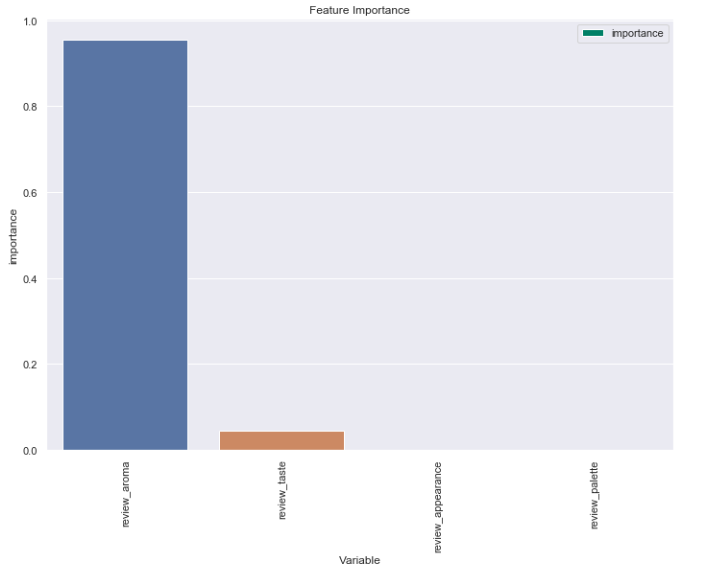 Feature Importance
importance
1.0
0.8
0.6
0.4
0.2
0.0
importance
review_aroma
review_taste
review_appearance
review_palette
Variable